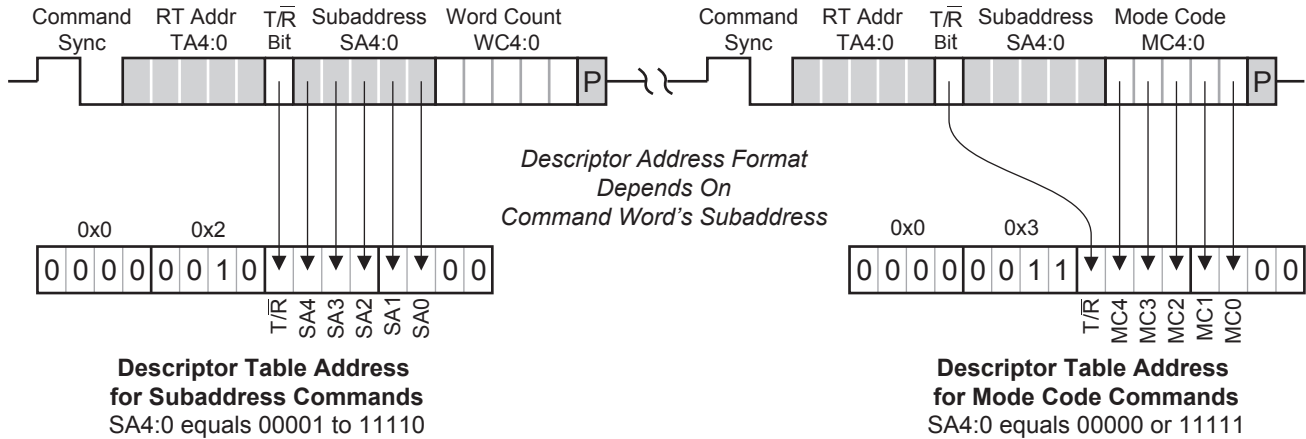 Command RT Addr T/R Subaddress Word Count
Sync TA4:0 Bit SA4:0 WC4:0
P
Command RT Addr T/R Subaddress Mode Code
Sync TA4:0 Bit SA4:0 MC4:0
P
Descriptor Address Format
Depends On
Command Word's Subaddress
0x0 0x2
0 0 0 0 0 0 1 0 0 0
T/R SA4 SA3 SA2 SA1 SA0
Descriptor Table Address
for Subaddress Commands
SA4:0 equals 00001 to 11110
0x0 0x3
0 0 0 0 0 0 1 1 0 0
T/R MC4 MC3 MC2 MC1 MC0
Descriptor Table Address
for Mode Code Commands
SA4:0 equals 00000 or 11111